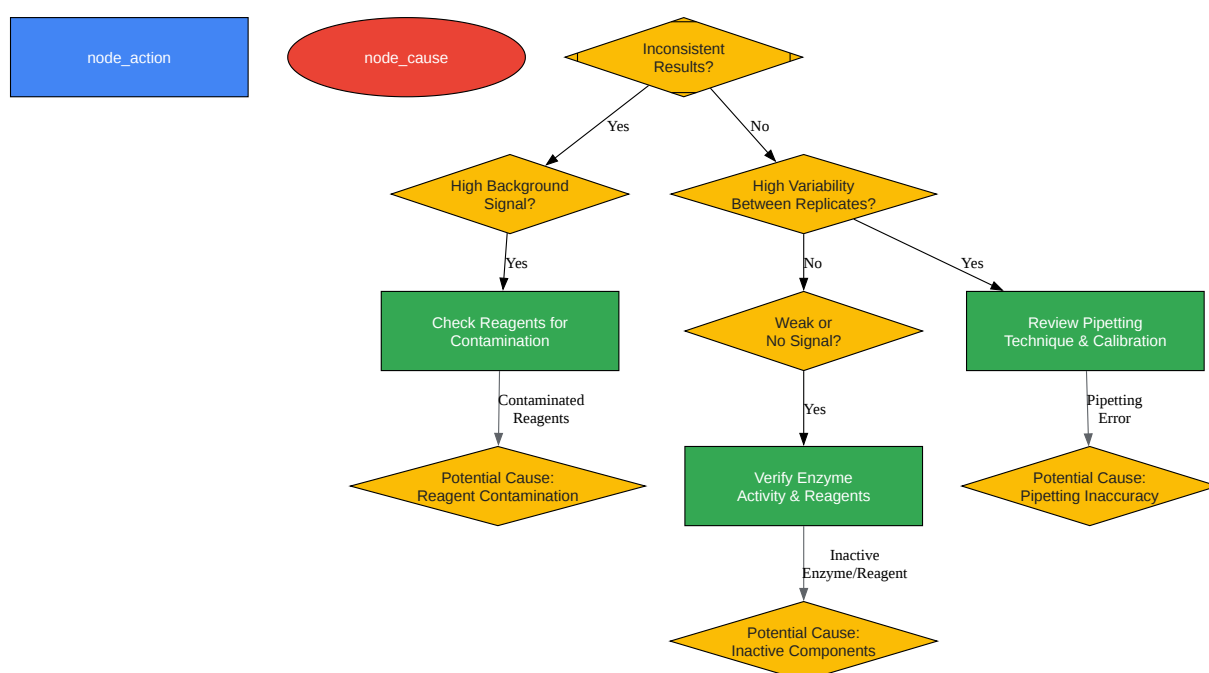 node_action
node_cause
Inconsistent
Results?
Yes
No
High Background
Signal?
High Variability
Between Replicates?
Yes
No
Yes
Check Reagents for
Contamination
Weak or
No Signal?
Review Pipetting
Technique & Calibration
Contaminated
Reagents
Yes
Pipetting
Error
Potential Cause:
Reagent Contamination
Verify Enzyme
Activity & Reagents
Potential Cause:
Pipetting Inaccuracy
Inactive
Enzyme/Reagent
Potential Cause:
Inactive Components